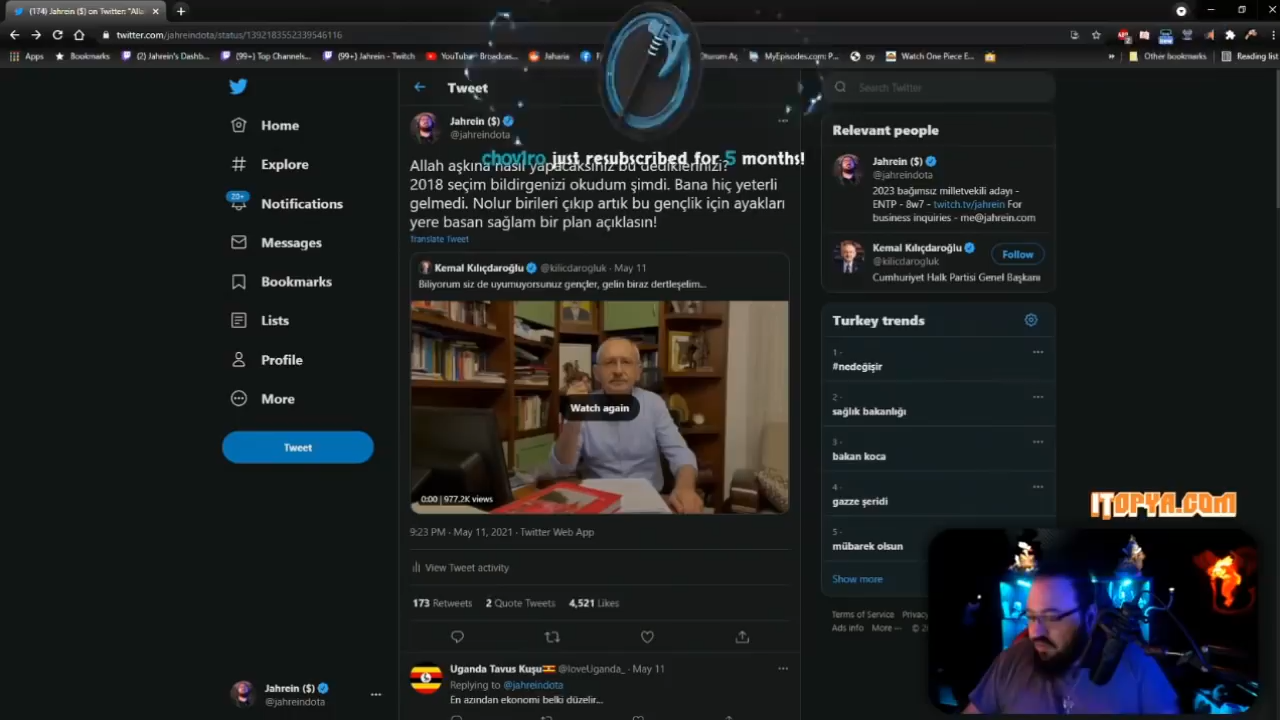 (174) Jahrein ($) on Twitter: "Alla
twitter.com/jahreindota/status/1392183552339546116
Apps
Bookmarks
(2) Jahrein's Dashb...
(99+) Top Channels...
(99+) Jahrein - Twitch
YouTube
Broadcas...
Jaharia
MyEpisodes.com: P...
oy
Watch One Piece E...
Other bookmarks
Reading list
Home
Explore
20+
Notifications
Messages
Bookmarks
Lists
Profile
More
Tweet
Jahrein ($)
@jahreindota
Tweet
Jahrein ($)
@jahreindota
choviro just resubscribed for 5 months!
Allah aşkına nasıl yapacaksınız bu dediklerinizi?
2018 seçim bildirgenizi okudum şimdi. Bana hiç yeterli
gelmedi. Nolur birileri çıkıp artık bu gençlik için ayakları
yere basan sağlam bir plan açıklasın!
Translate Tweet
Kemal Kılıçdaroğlu @kilicdarogluk · May 11
Biliyorum siz de uyumuyorsunuz gençler, gelin biraz dertleşelim...
Watch again
0:00 | 977.2K views
9:23 PM · May 11, 2021 · Twitter Web App
View Tweet activity
173 Retweets 2 Quote Tweets 4,521 Likes
Uganda Tavus Kuşu @loveUganda_ · May 11
Replying to @jahreindota
En azından ekonomi belki düzelir...
Search Twitter
Relevant people
Jahrein ($)
@jahreindota
2023 bağımsız milletvekili adayı -
ENTP - 8w7 - twitch.tv/jahrein For
business inquiries - me@jahrein.com
Kemal Kılıçdaroğlu
@kilicdarogluk
Follow
Cumhuriyet Halk Partisi Genel Başkanı
Turkey trends
1 ·
#nedeğişir
2 ·
sağlık bakanlığı
3 ·
bakan koca
4 ·
gazze şeridi
5 ·
mübarek olsun
Show more
Terms of Service Privacy
Ads info More ···
ITOPYA.COM